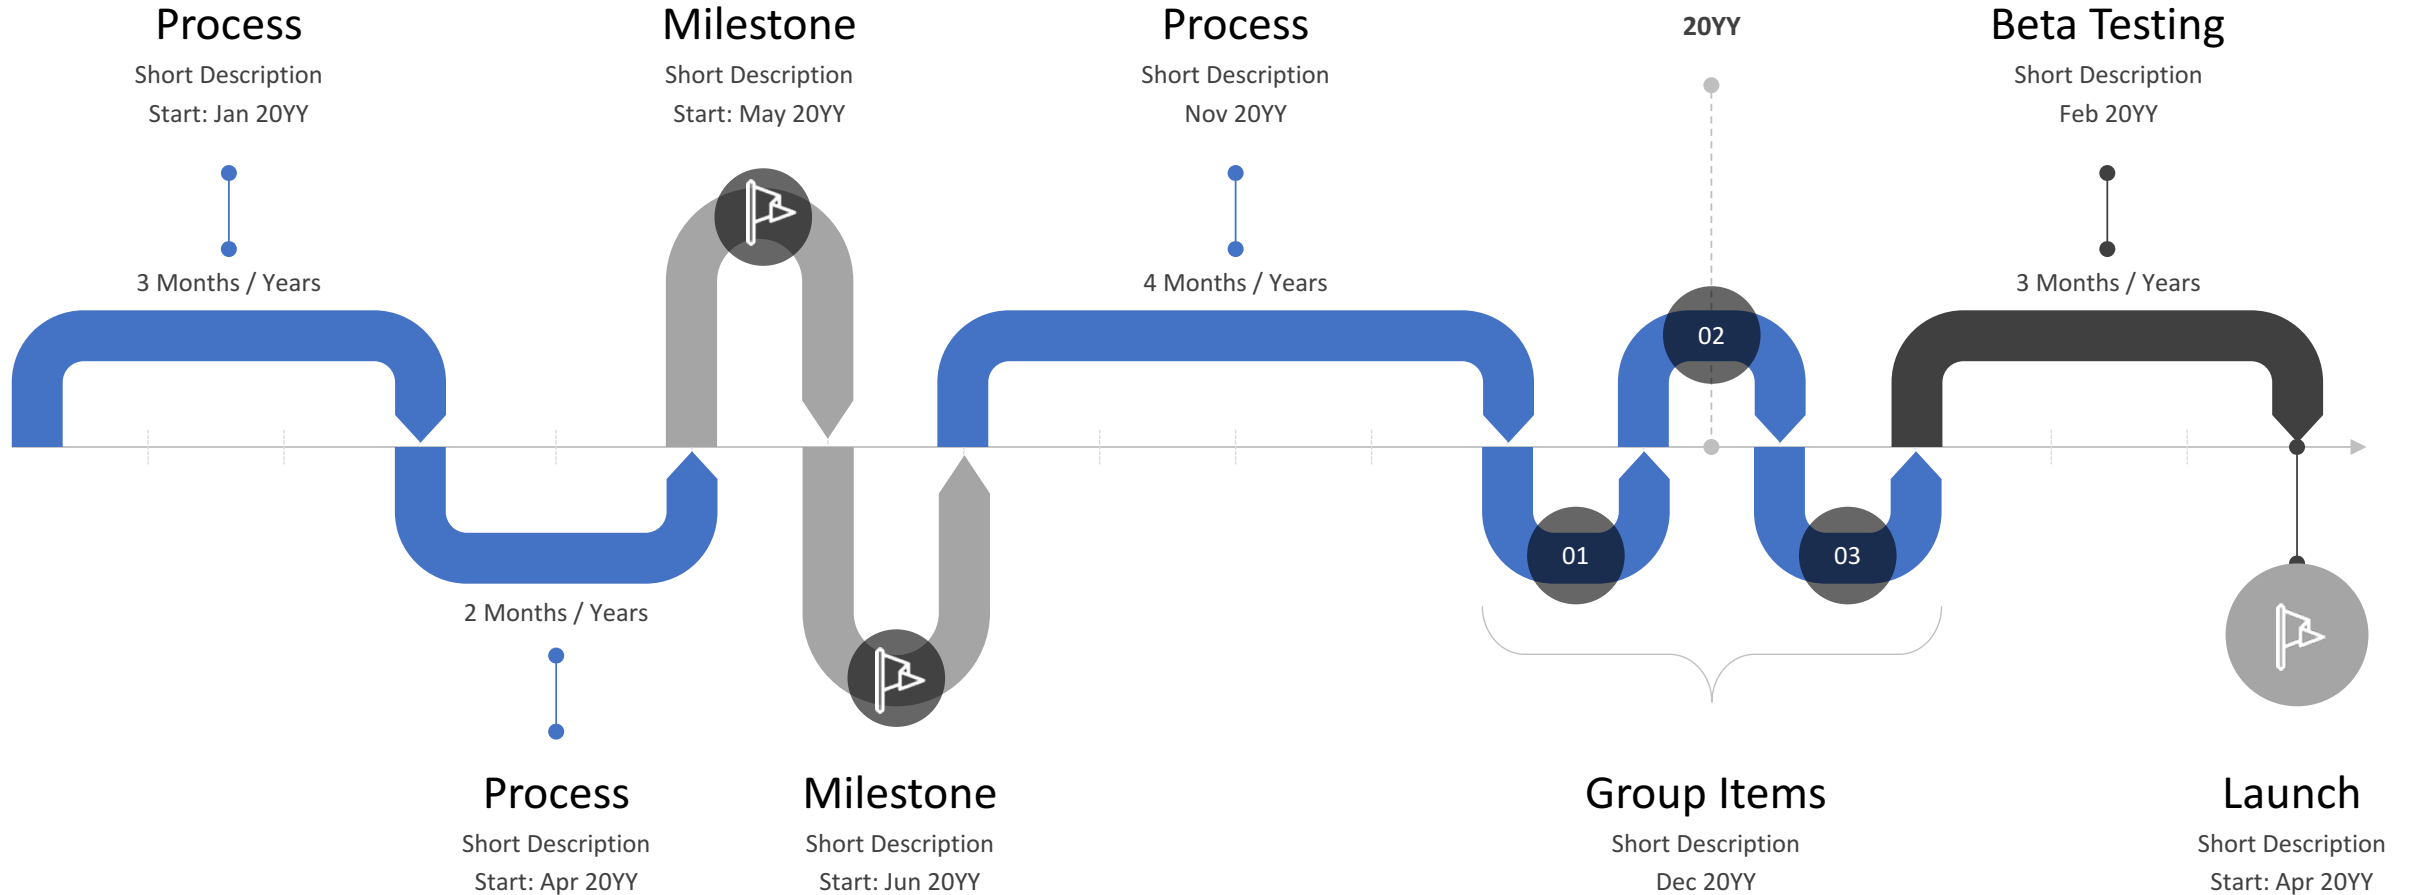 Process
Short Description
Start: Jan 20YY
3 Months / Years
2 Months / Years
Process
Short Description
Start: Apr 20YY
Milestone
Short Description
Start: May 20YY
Milestone
Short Description
Start: Jun 20YY
Process
Short Description
Nov 20YY
4 Months / Years
20YY
01
02
03
Group Items
Short Description
Dec 20YY
Beta Testing
Short Description
Feb 20YY
3 Months / Years
Launch
Short Description
Start: Apr 20YY